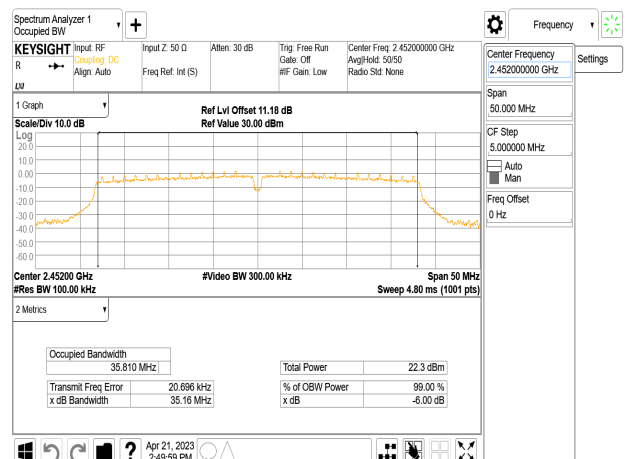 Spectrum Analyzer 1
Occupied BW
Frequency
KEYSIGHT
R
Input: RF
Coupling: DC
Align: Auto
Input Z: 50 Ω
Freq Ref: Int (S)
Atten: 30 dB
Trig: Free Run
Gate: Off
#IF Gain: Low
Center Freq: 2.452000000 GHz
Avg|Hold: 50/50
Radio Std: None
Center Frequency
2.452000000 GHz
Settings
Span
50.000 MHz
CF Step
5.000000 MHz
Auto
Man
Freq Offset
0 Hz
1 Graph
Ref Lvl Offset 11.18 dB
Scale/Div 10.0 dB
Ref Value 30.00 dBm
Log
20.0
10.0
0.00
-10.0
-20.0
-30.0
-40.0
-50.0
-60.0
Center 2.45200 GHz
#Video BW 300.00 kHz
Span 50 MHz
#Res BW 100.00 kHz
Sweep 4.80 ms (1001 pts)
2 Metrics
Occupied Bandwidth
35.810 MHz
Total Power 22.3 dBm
Transmit Freq Error 20.696 kHz
% of OBW Power 99.00 %
x dB Bandwidth 35.16 MHz
x dB -6.00 dB
?
Apr 21, 2023
2:49:59 PM